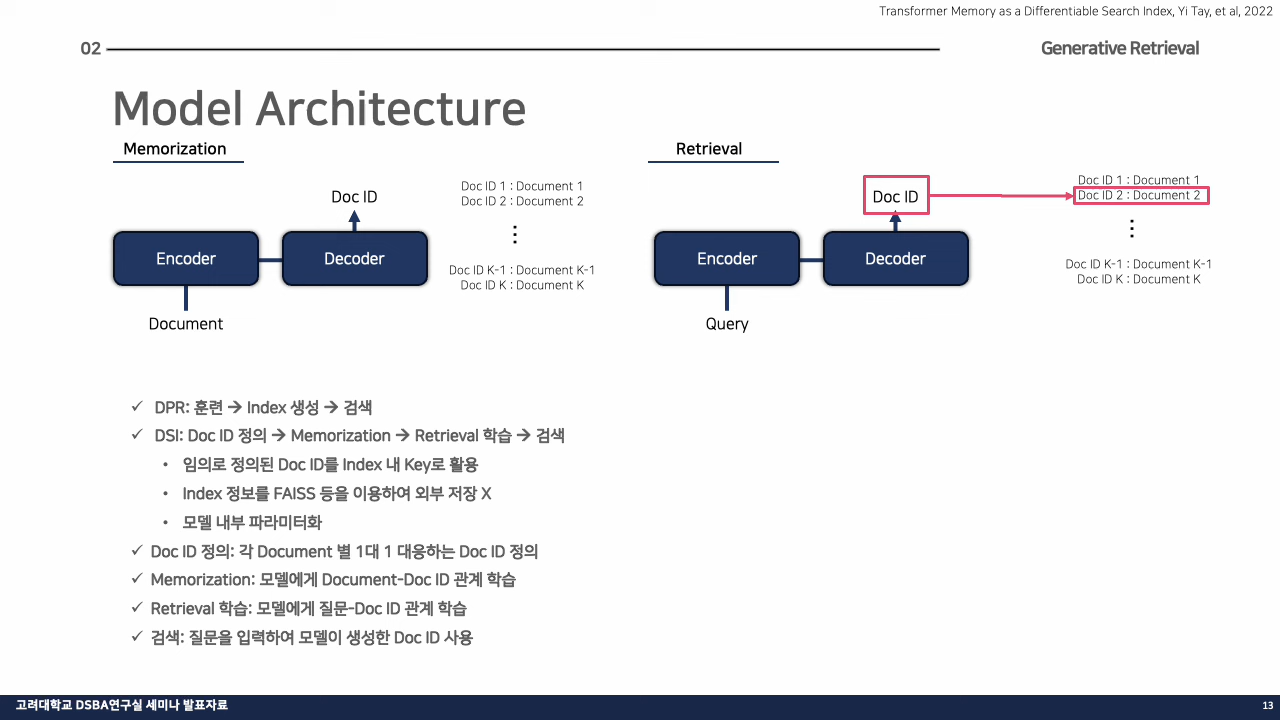 Transformer Memory as a Differentiable Search Index, Yi Tay, et al, 2022
02
Generative Retrieval
Model Architecture
Memorization
Doc ID
Doc ID 1 : Document 1
Doc ID 2 : Document 2
⋮
Encoder
Decoder
Doc ID K-1 : Document K-1
Doc ID K : Document K
Document
Retrieval
Doc ID
Doc ID 1 : Document 1
Doc ID 2 : Document 2
⋮
Encoder
Decoder
Doc ID K-1 : Document K-1
Doc ID K : Document K
Query
✓ DPR: 훈련 → Index 생성 → 검색
✓ DSI: Doc ID 정의 → Memorization → Retrieval 학습 → 검색
• 임의로 정의된 Doc ID를 Index 내 Key로 활용
• Index 정보를 FAISS 등을 이용하여 외부 저장 X
• 모델 내부 파라미터화
✓ Doc ID 정의: 각 Document 별 1대 1 대응하는 Doc ID 정의
✓ Memorization: 모델에게 Document-Doc ID 관계 학습
✓ Retrieval 학습: 모델에게 질문-Doc ID 관계 학습
✓ 검색: 질문을 입력하여 모델이 생성한 Doc ID 사용
고려대학교 DSBA연구실 세미나 발표자료
13